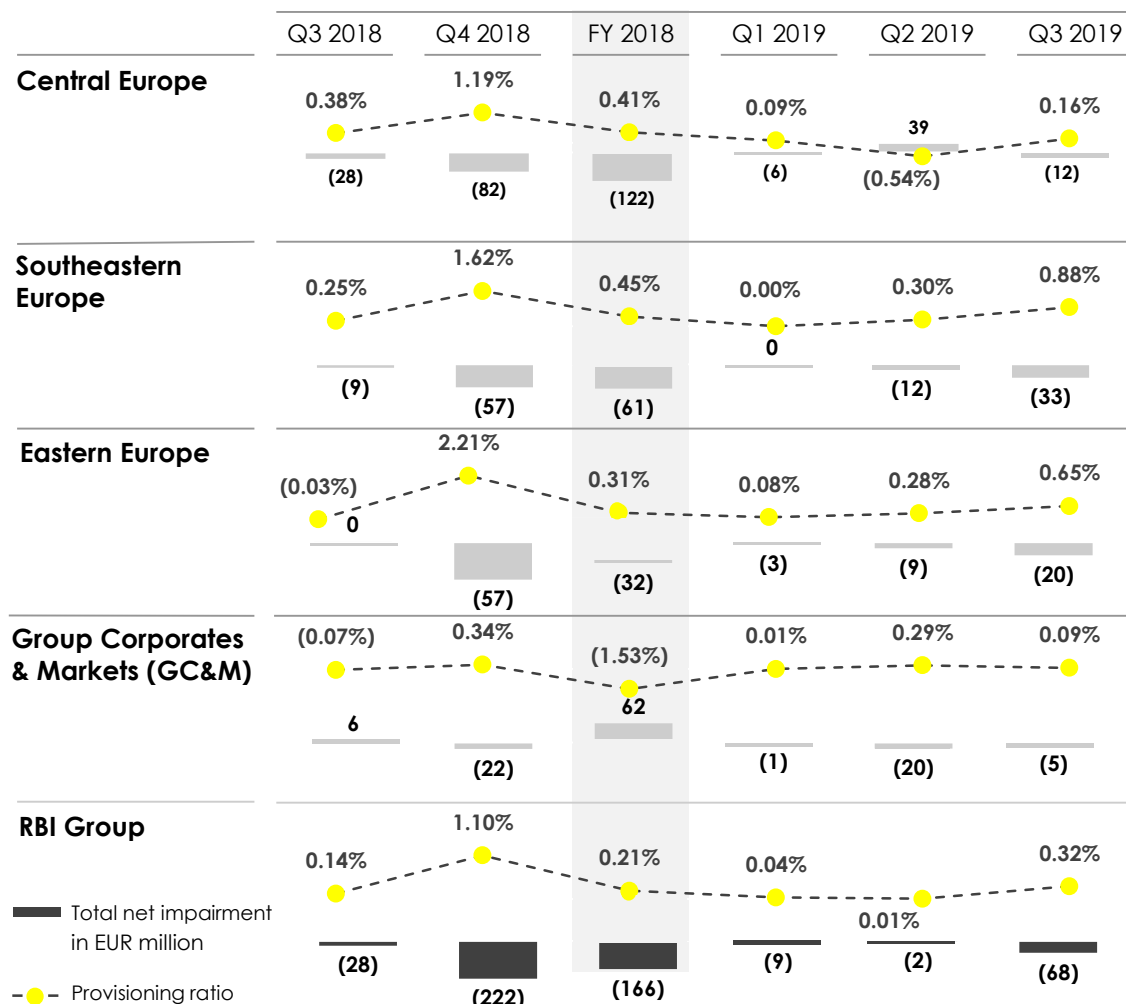 Q3 2018 Q4 2018 FY 2018 Q1 2019 Q2 2019 Q3 2019
Central Europe
0.38% 1.19% 0.41% 0.09% 39 0.16%
(28) (82) (122) (6) (0.54%) (12)
Southeastern
Europe
0.25% 1.62% 0.45% 0.00% 0.30% 0.88%
0
(9) (57) (61) (12) (33)
Eastern Europe
(0.03%) 2.21% 0.31% 0.08% 0.28% 0.65%
0
(57) (32) (3) (9) (20)
Group Corporates
& Markets (GC&M)
(0.07%) 0.34% (1.53%) 0.01% 0.29% 0.09%
6 62
(22) (1) (20) (5)
RBI Group
0.14% 1.10% 0.21% 0.04% 0.32%
0.01%
Total net impairment
in EUR million
(28) (222) (166) (9) (2) (68)
Provisioning ratio